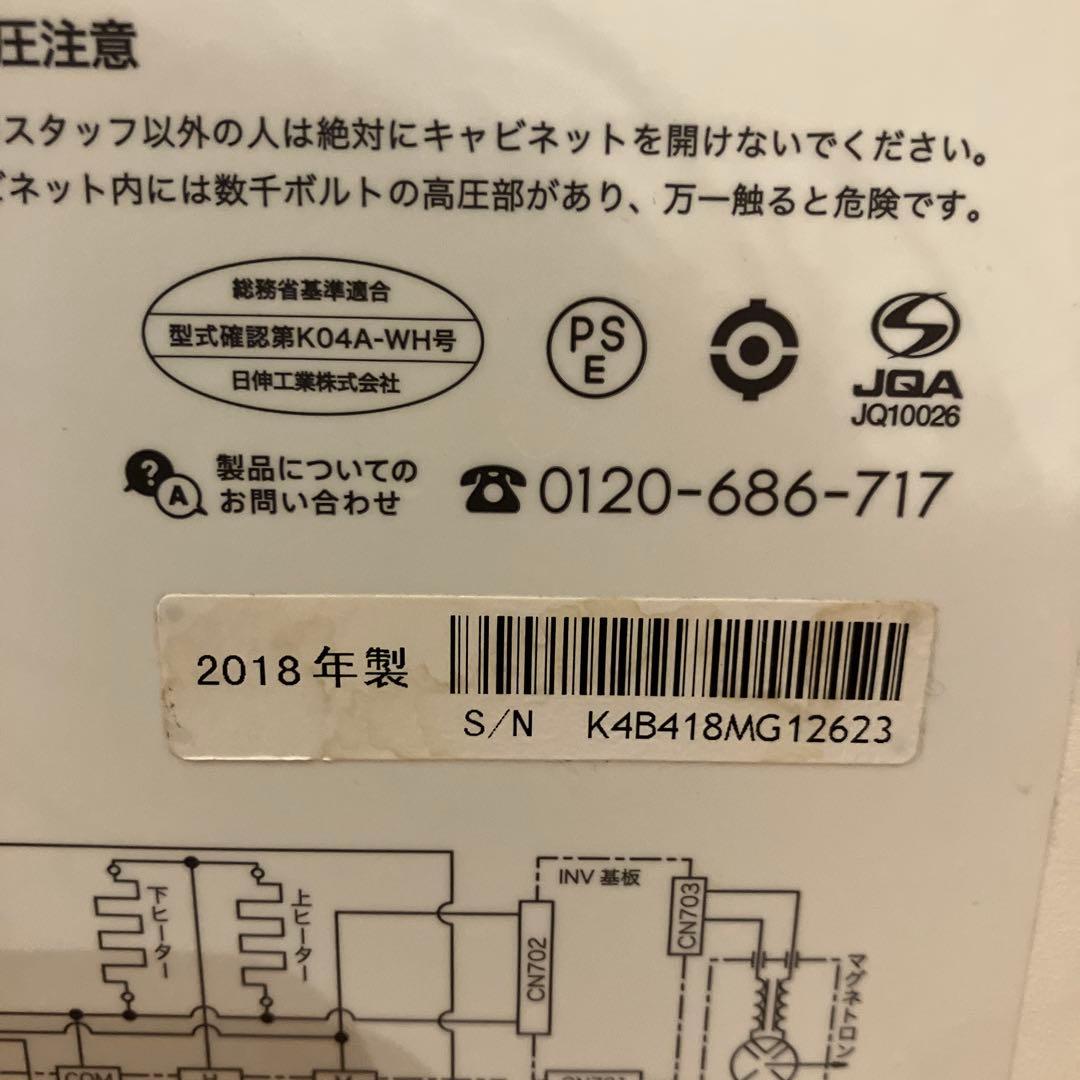 圧注意
スタッフ以外の人は絶対にキャビネットを開けないでください。
ビネット内には数千ボルトの高圧部があり、万一触ると危険です。
総務省基準適合
型式確認第K04A-WH号
日伸工業株式会社
PS
E
JQA
JQ10026
? A
製品についての
お問い合わせ
0120-686-717
2018年製
S/N K4B418MG12623
INV 基板
下ヒーター
上ヒーター
CN702
CN703
マグネトロン
COM